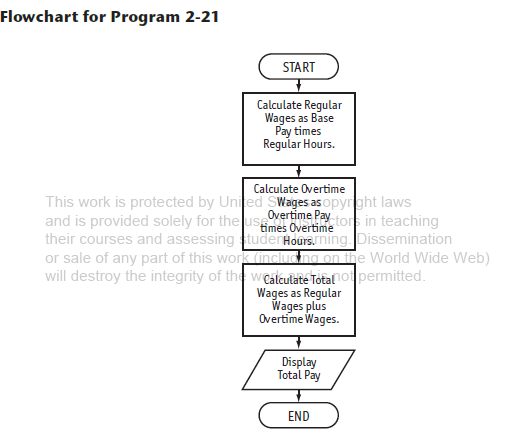 Flowchart for Program 2-21
START
Calculate Regular
Wages as Base
Pay times
Regular Hours.
Calculate Overtime
Wages as
Overtime Pay
times Overtime
Hours.
This work is protected by United States copyright laws
and is provided solely for the use of instructors in teaching
their courses and assessing student learning. Dissemination
or sale of any part of this work (including on the World Wide Web)
will destroy the integrity of the work and is not permitted.
Calculate Total
Wages as Regular
Wages plus
Overtime Wages.
Display
Total Pay
END